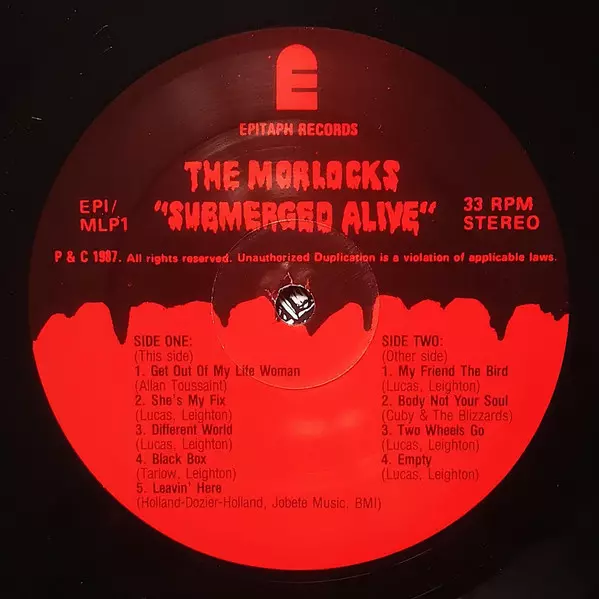 E
EPITAPH RECORDS
THE MORLOCKS
"SUBMERGED ALIVE"
EPI/
MLP1
33 RPM
STEREO
P & C 1987. All rights reserved. Unauthorized Duplication is a violation of applicable laws.
SIDE ONE:
(This side)
1. Get Out Of My Life Woman
(Allan Toussaint)
2. She's My Fix
(Lucas, Leighton)
3. Different World
(Lucas, Leighton)
4. Black Box
(Tarlow, Leighton)
5. Leavin' Here
(Holland-Dozier-Holland, Jobete Music, BMI)
SIDE TWO:
(Other side)
1. My Friend The Bird
(Lucas, Leighton)
2. Body Not Your Soul
(Cuby & The Blizzards)
3. Two Wheels Go
(Lucas, Leighton)
4. Empty
(Lucas, Leighton)